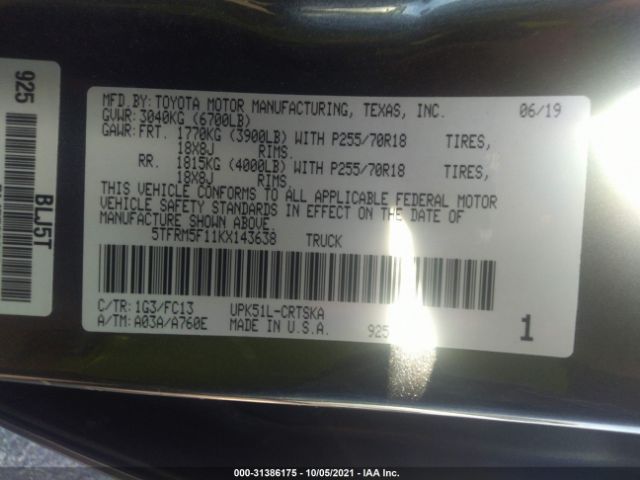 925
BLJ5T
MFD.BY:TOYOTA MOTOR MANUFACTURING, TEXAS, INC. 06/19
GVWR:3040KG (6700LB)
GAWR:FRT. 1770KG (3900LB) WITH P255/70R18 TIRES,
18X8J RIMS.
RR. 1815KG (4000LB) WITH P255/70R18 TIRES,
18X8J RIMS.
THIS VEHICLE CONFORMS TO ALL APPLICABLE FEDERAL MOTOR
VEHICLE SAFETY STANDARDS IN EFFECT ON THE DATE OF
MANUFACTURE SHOWN ABOVE.
5TFRM5F11KX143638 TRUCK
C/TR:1G3/FC13 UPK51L-CRTSKA
A/TM:A03A/A760E MADE IN U.S.A. 925 1
000-31386175 - 10/05/2021 - IAA Inc.